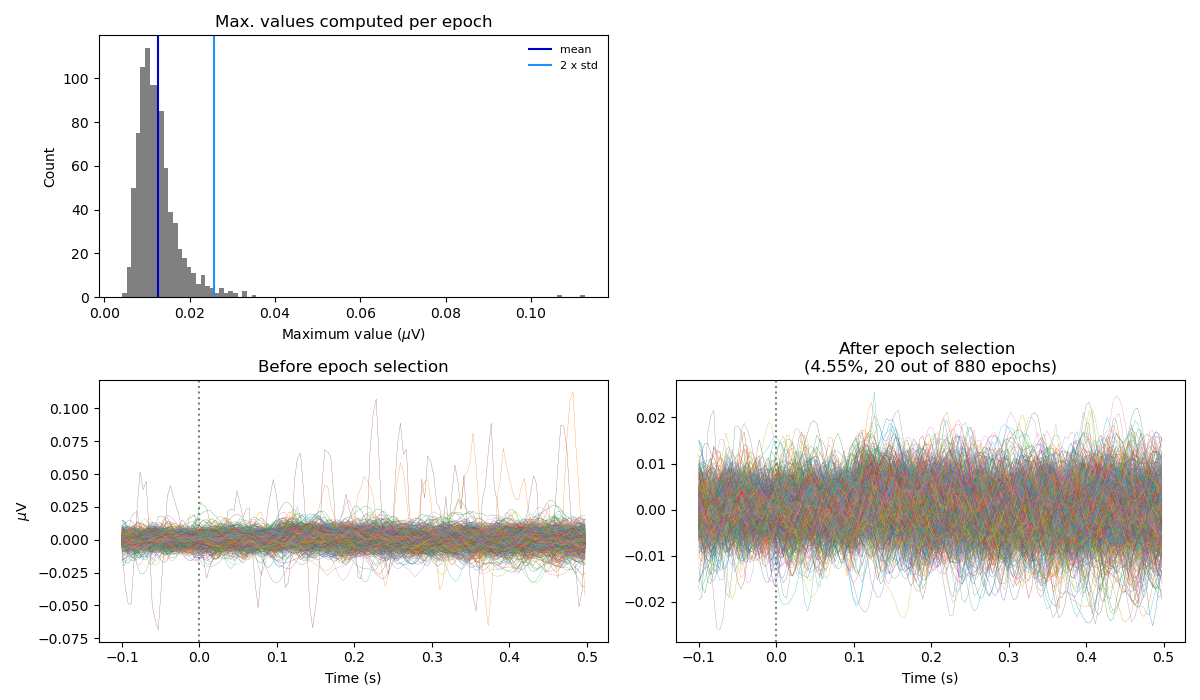 Max. values computed per epoch
mean
2 x std
Count
100
80
60
40
20
0
0.00 0.02 0.04 0.06 0.08 0.10
Maximum value (μV)
Before epoch selection
μV
0.100
0.075
0.050
0.025
0.000
−0.025
−0.050
−0.075
−0.1 0.0 0.1 0.2 0.3 0.4 0.5
Time (s)
After epoch selection
(4.55%, 20 out of 880 epochs)
0.02
0.01
0.00
−0.01
−0.02
−0.1 0.0 0.1 0.2 0.3 0.4 0.5
Time (s)